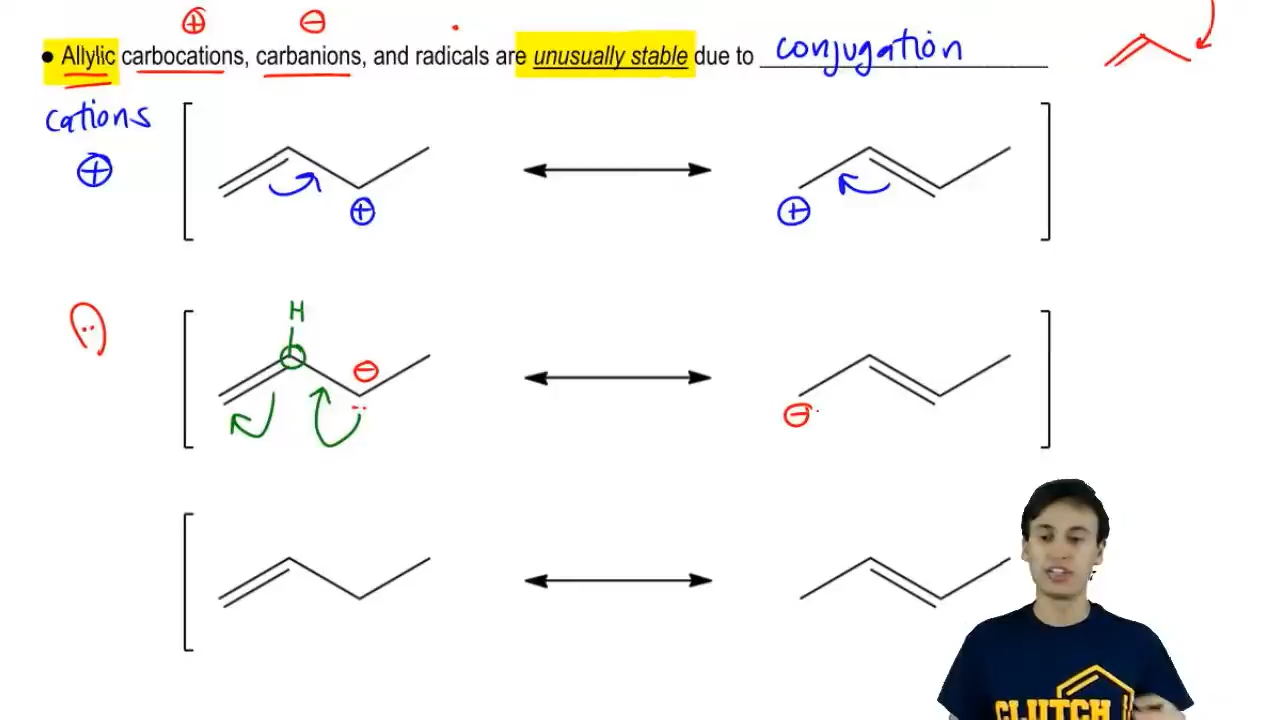 ⊕ ⊖ ·
● Allylic carbocations, carbanions, and radicals are unusually stable due to conjugation
cations
⊕
⊕ ⊕
H
⊖
⊖
CLUTCH